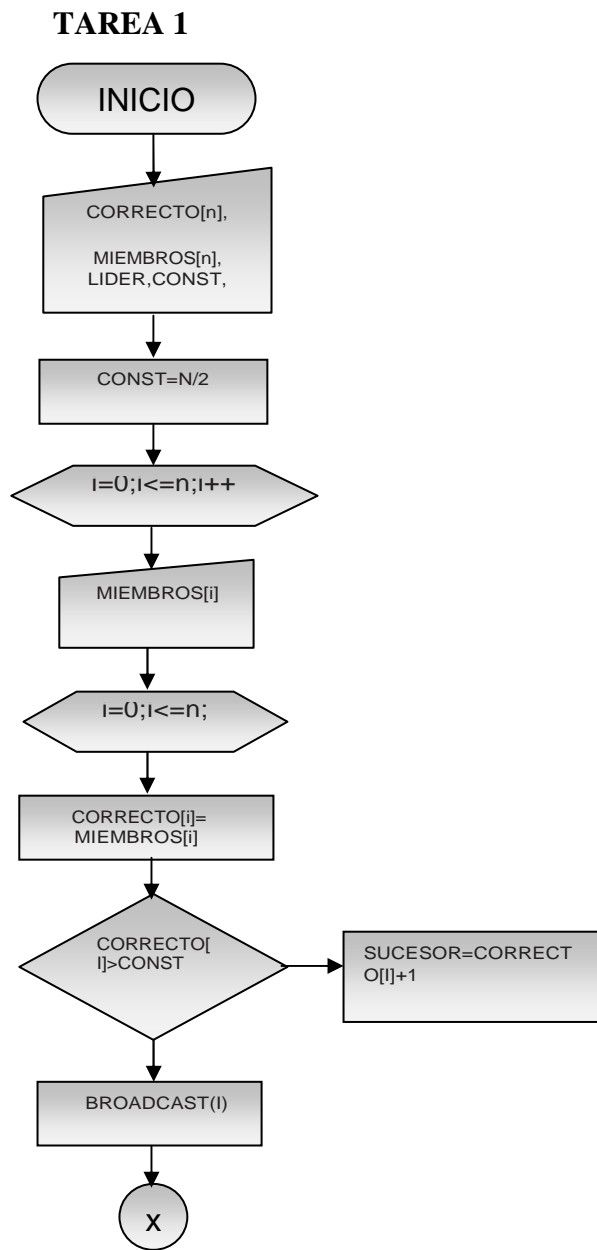 TAREA 1
INICIO
CORRECTO[n],
MIEMBROS[n],
LIDER,CONST,
CONST=N/2
i=0;i<=n;i++
MIEMBROS[i]
i=0;i<=n;
CORRECTO[i]=
MIEMBROS[i]
CORRECTO[
I]>CONST
SUCESOR=CORRECT
O[I]+1
BROADCAST(I)
X